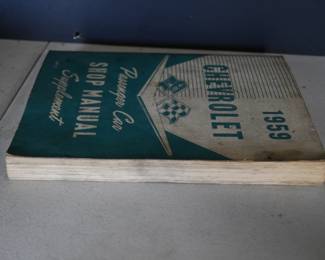 1959
CHEVROLET
Passenger Car
SHOP MANUAL
Supplement